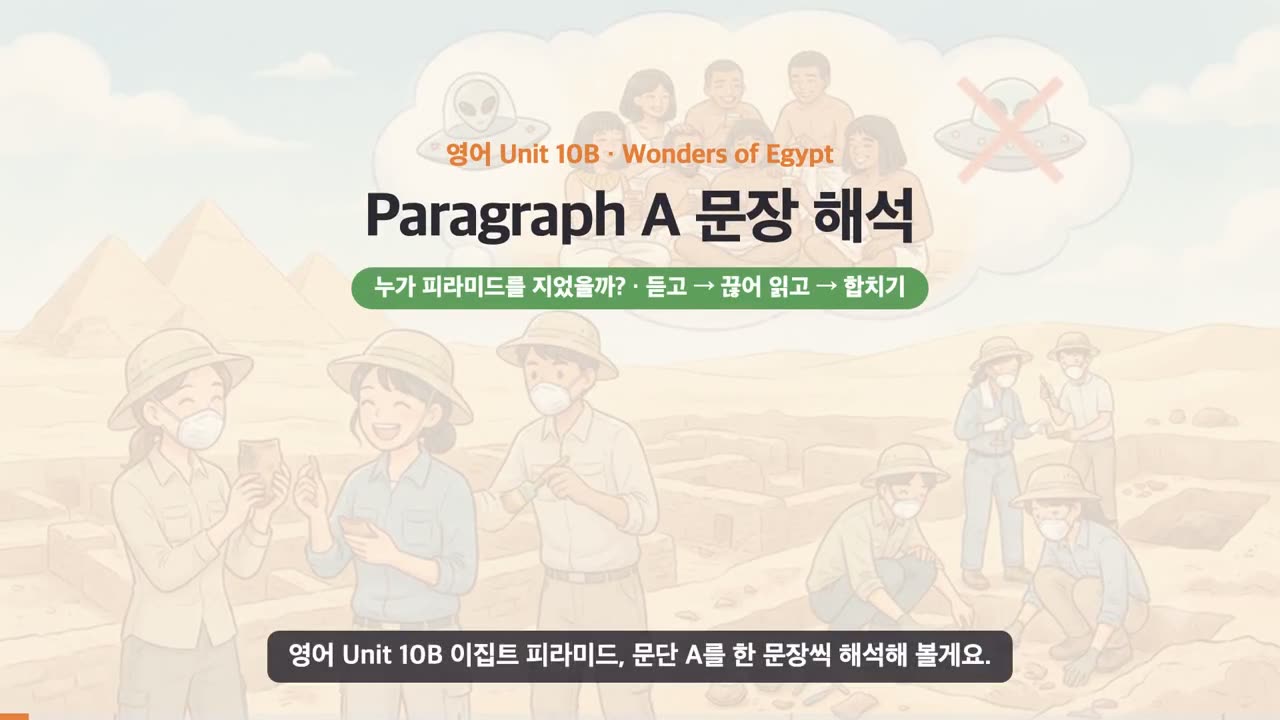 영어 Unit 10B · Wonders of Egypt
Paragraph A 문장 해석
누가 피라미드를 지었을까? · 듣고 → 끊어 읽고 → 합치기
영어 Unit 10B 이집트 피라미드, 문단 A를 한 문장씩 해석해 볼게요.